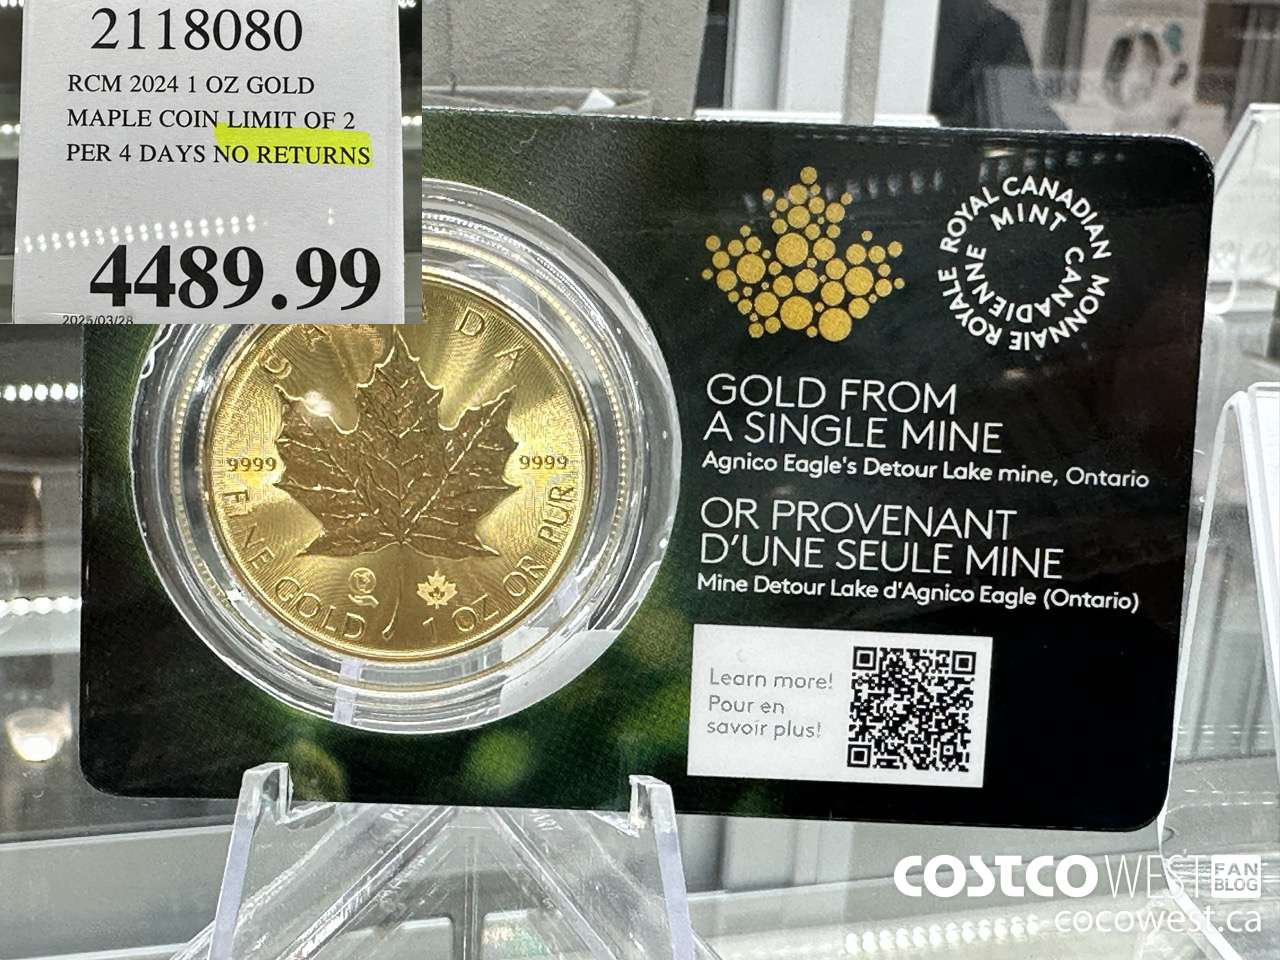 2118080
RCM 2024 1 OZ GOLD
MAPLE COIN LIMIT OF 2
PER 4 DAYS NO RETURNS
4489.99
2025/03/28
ROYAL CANADIAN MINT
MONNAIE ROYALE CANADIENNE
GOLD FROM
A SINGLE MINE
Agnico Eagle's Detour Lake mine, Ontario
OR PROVENANT
D'UNE SEULE MINE
Mine Detour Lake d'Agnico Eagle (Ontario)
Learn more!
Pour en
savoir plus!
9999
9999
FINE GOLD 1 OZ OR PUR
COSTCO WEST FAN BLOG
cocowest.ca